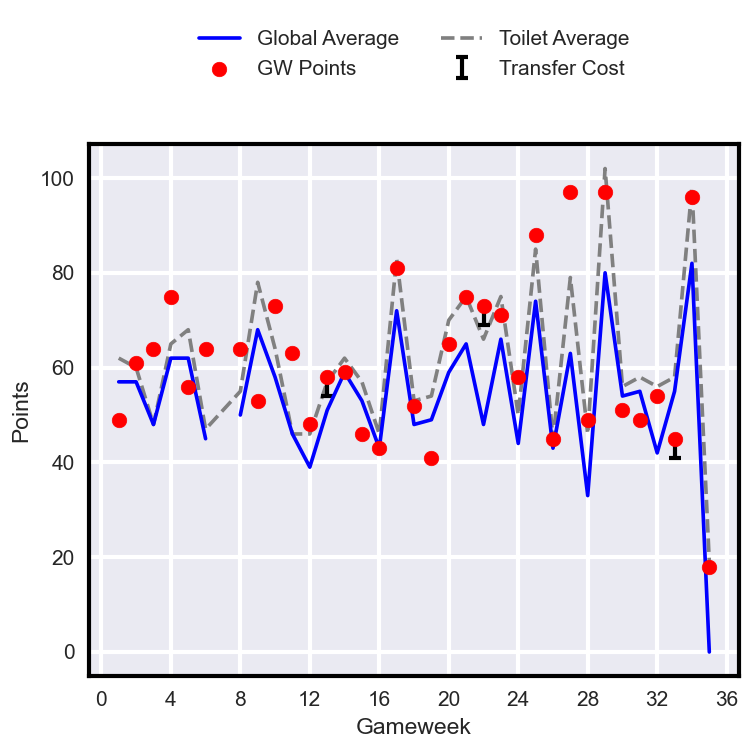 Global Average
Toilet Average
GW Points
Transfer Cost
100
80
60
40
20
0
Points
0 4 8 12 16 20 24 28 32 36
Gameweek